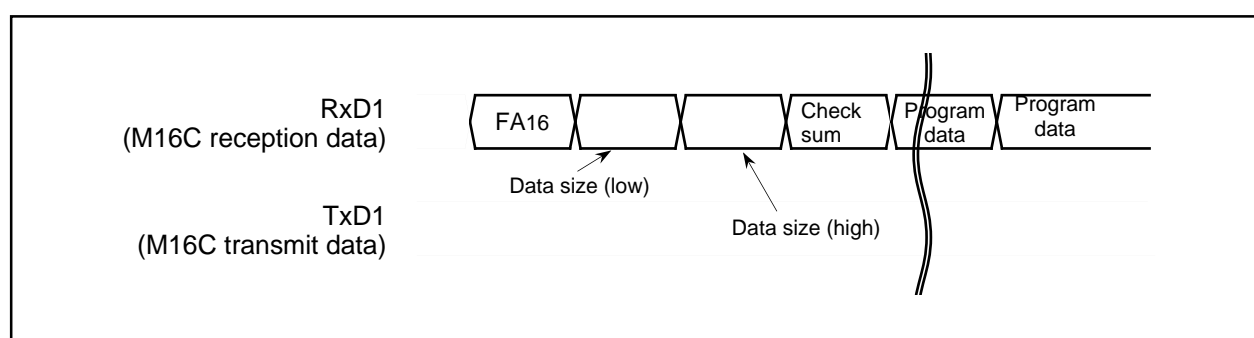 RxD1
(M16C reception data)
FA16
Check
sum
Program
data
Program
data
Data size (low)
Data size (high)
TxD1
(M16C transmit data)